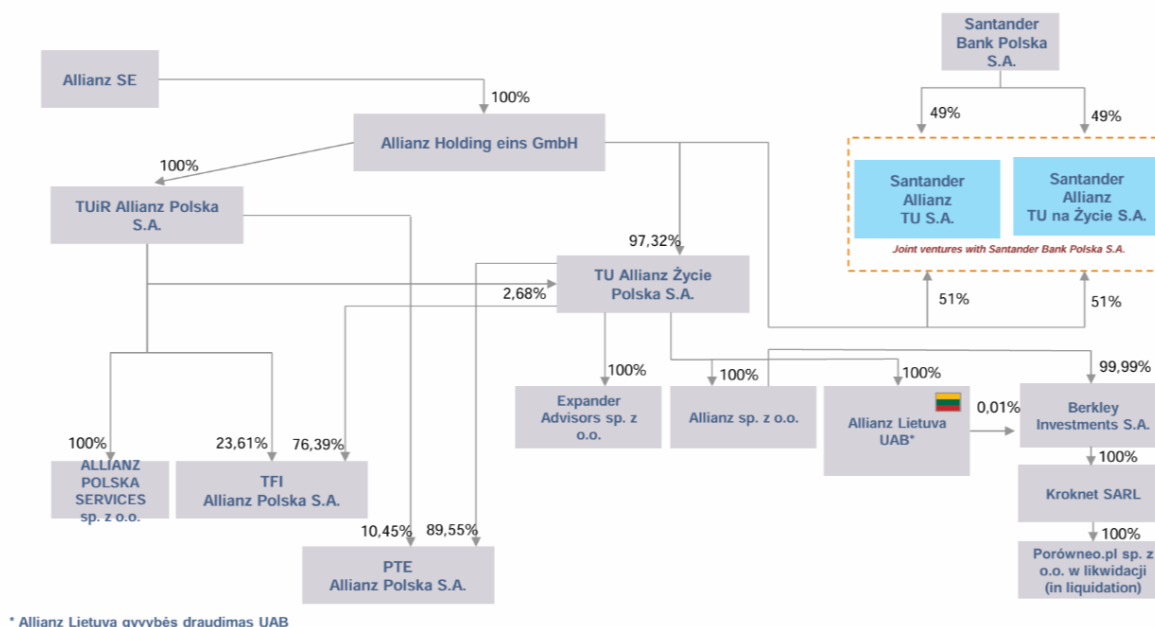 Santander
Bank Polska
S.A.
Allianz SE
100%
49%
49%
Allianz Holding eins GmbH
100%
Santander
Allianz
TU S.A.
Santander
Allianz
TU na Życie S.A.
Joint ventures with Santander Bank Polska S.A.
TUiR Allianz Polska
S.A.
97,32%
TU Allianz Życie
Polska S.A.
2,68%
51%
51%
100%
100%
100%
99,99%
Expander
Advisors sp. z
o.o.
Allianz sp. z o.o.
Allianz Lietuva
UAB*
0,01%
Berkley
Investments S.A.
100%
23,61%
76,39%
ALLIANZ
POLSKA
SERVICES
sp. z o.o.
TFI
Allianz Polska S.A.
100%
Kroknet SARL
10,45%
89,55%
100%
PTE
Allianz Polska S.A.
Porówneo.pl sp. z
o.o. w likwidacji
(in liquidation)
* Allianz Lietuva gyvybės draudimas UAB